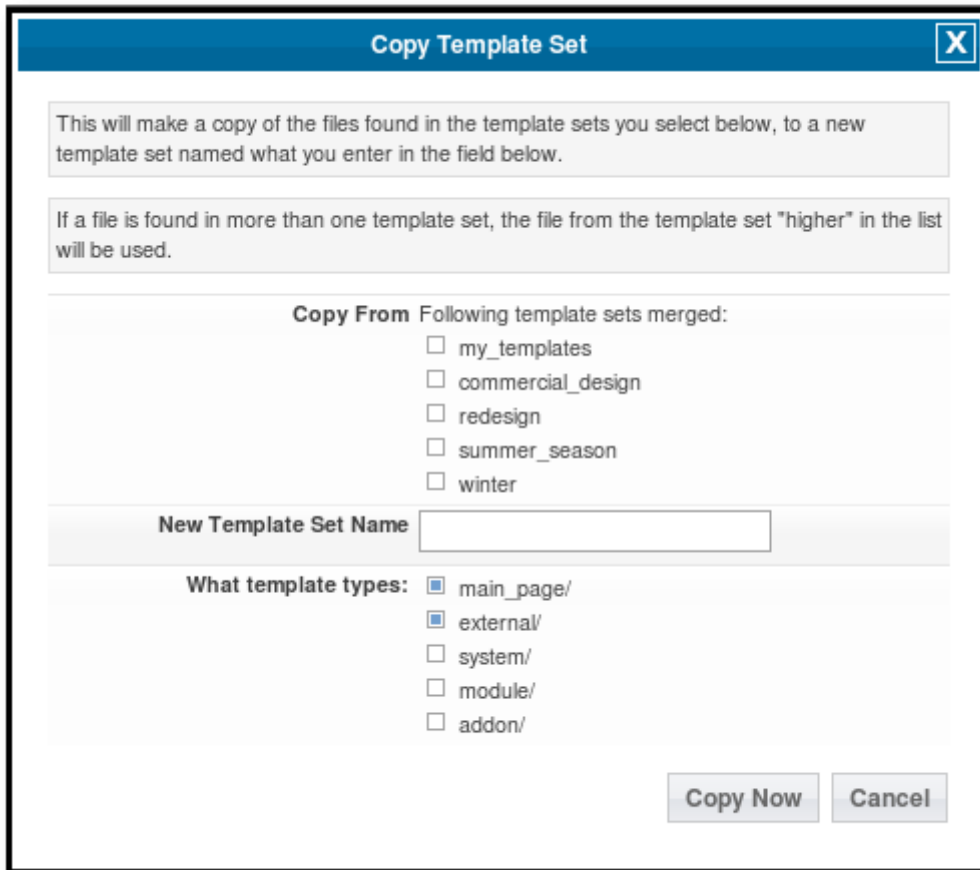 Copy Template Set X
This will make a copy of the files found in the template sets you select below, to a new
template set named what you enter in the field below.
If a file is found in more than one template set, the file from the template set "higher" in the list
will be used.
Copy From Following template sets merged:
my_templates
commercial_design
redesign
summer_season
winter
New Template Set Name
What template types: main_page/
external/
system/
module/
addon/
Copy Now Cancel